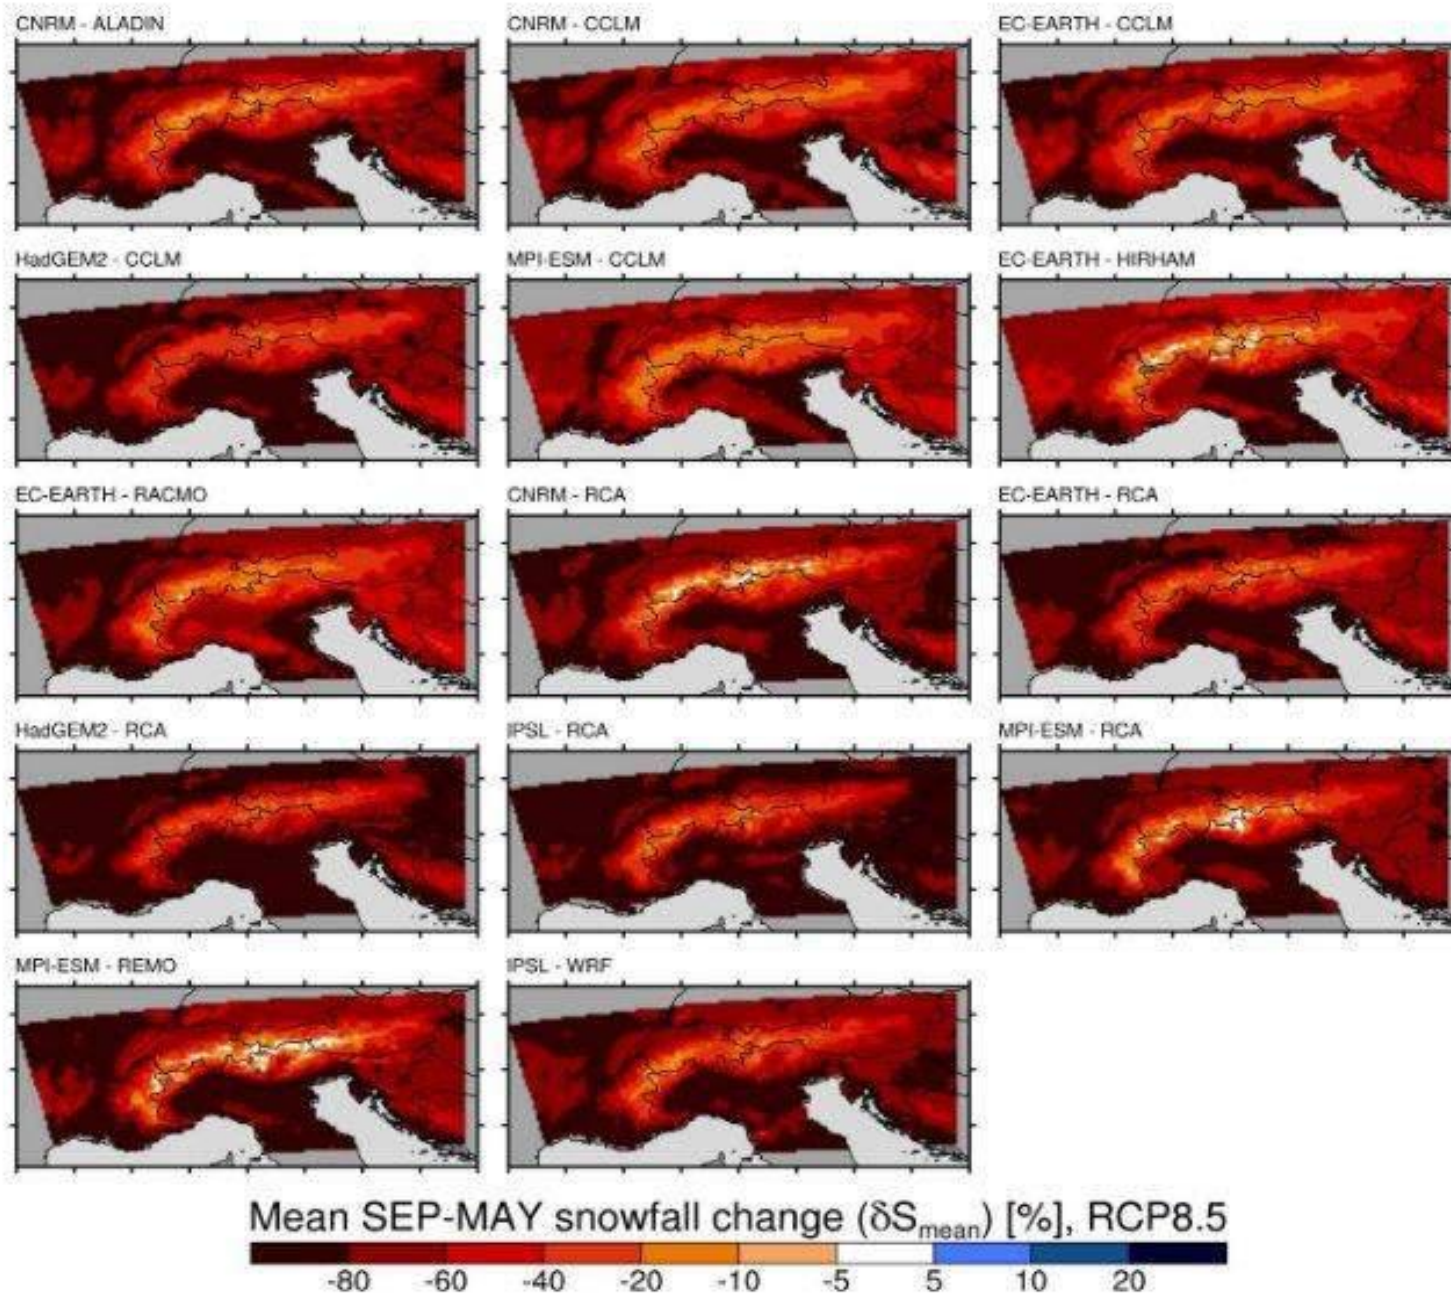 CNRM - ALADIN
CNRM - CCLM
EC-EARTH - CCLM
HadGEM2 - CCLM
MPI-ESM - CCLM
EC-EARTH - HIRHAM
EC-EARTH - RACMO
CNRM - RCA
EC-EARTH - RCA
HadGEM2 - RCA
IPSL - RCA
MPI-ESM - RCA
MPI-ESM - REMO
IPSL - WRF
Mean SEP-MAY snowfall change (δSmean) [%], RCP8.5
-80 -60 -40 -20 -10 -5 5 10 20